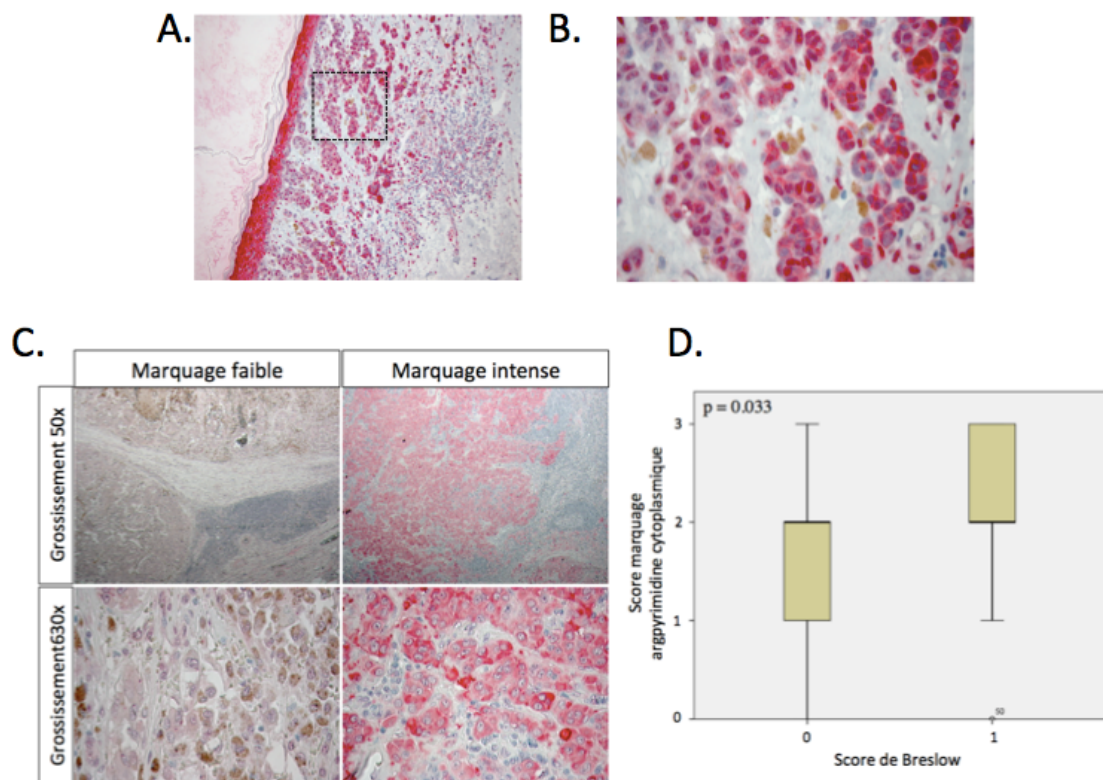 A.
B.
C.
Marquage faible
Marquage intense
Grossissement 50x
Grossissement630x
D.
p = 0.033
3
2
1
0
Score marquage
argpyrimidine cytoplasmique
50
0
1
Score de Breslow